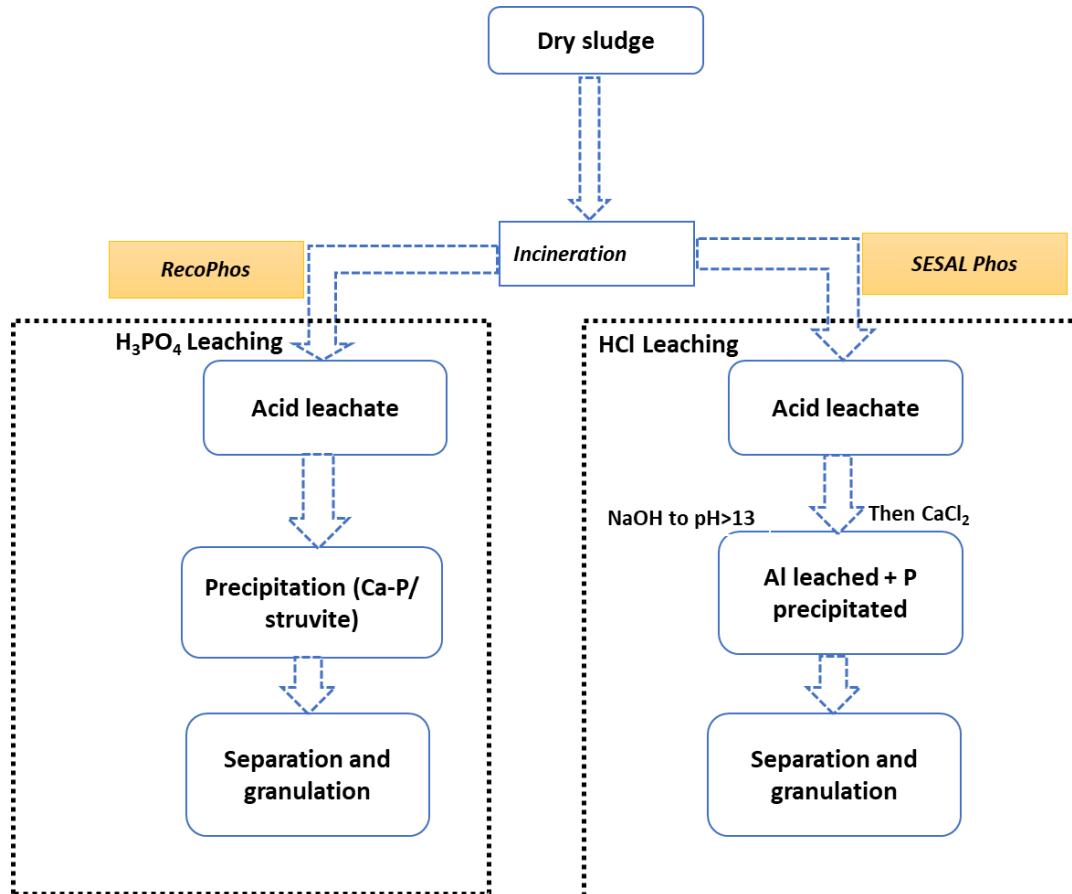 Dry sludge
Incineration
RecoPhos
SESAL Phos
H₃PO₄ Leaching
Acid leachate
Precipitation (Ca-P/
struvite)
Separation and
granulation
HCl Leaching
Acid leachate
NaOH to pH>13
Then CaCl₂
Al leached + P
precipitated
Separation and
granulation